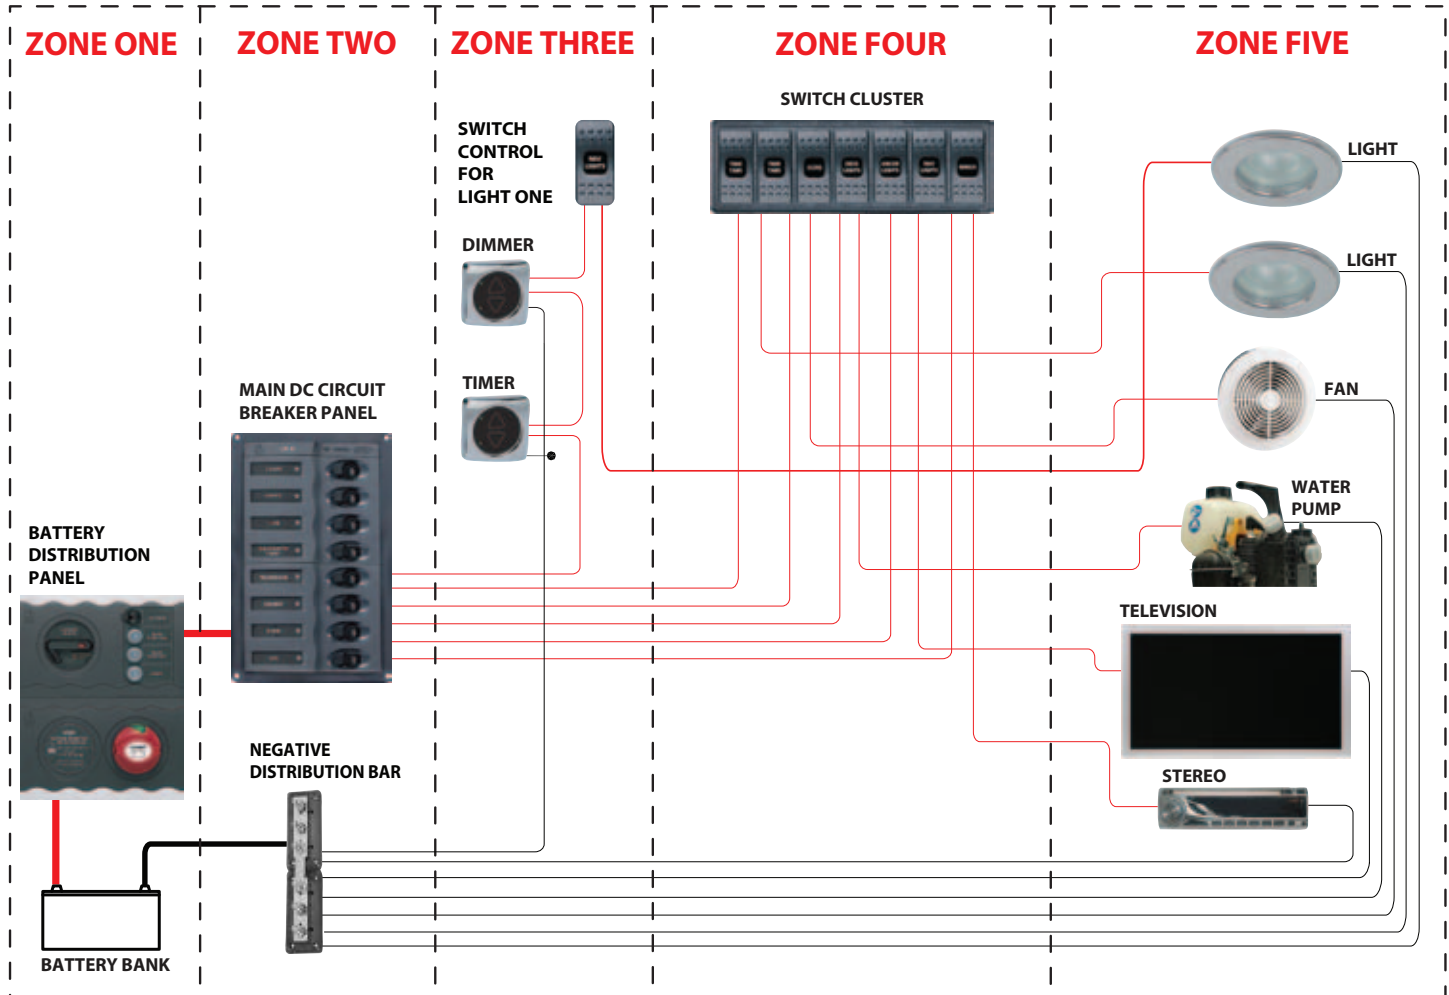 ZONE ONE
ZONE TWO
ZONE THREE
ZONE FOUR
ZONE FIVE
SWITCH CLUSTER
SWITCH
CONTROL
FOR
LIGHT ONE
LIGHT
DIMMER
LIGHT
TIMER
MAIN DC CIRCUIT
BREAKER PANEL
FAN
WATER
PUMP
BATTERY
DISTRIBUTION
PANEL
TELEVISION
NEGATIVE
DISTRIBUTION BAR
STEREO
BATTERY BANK